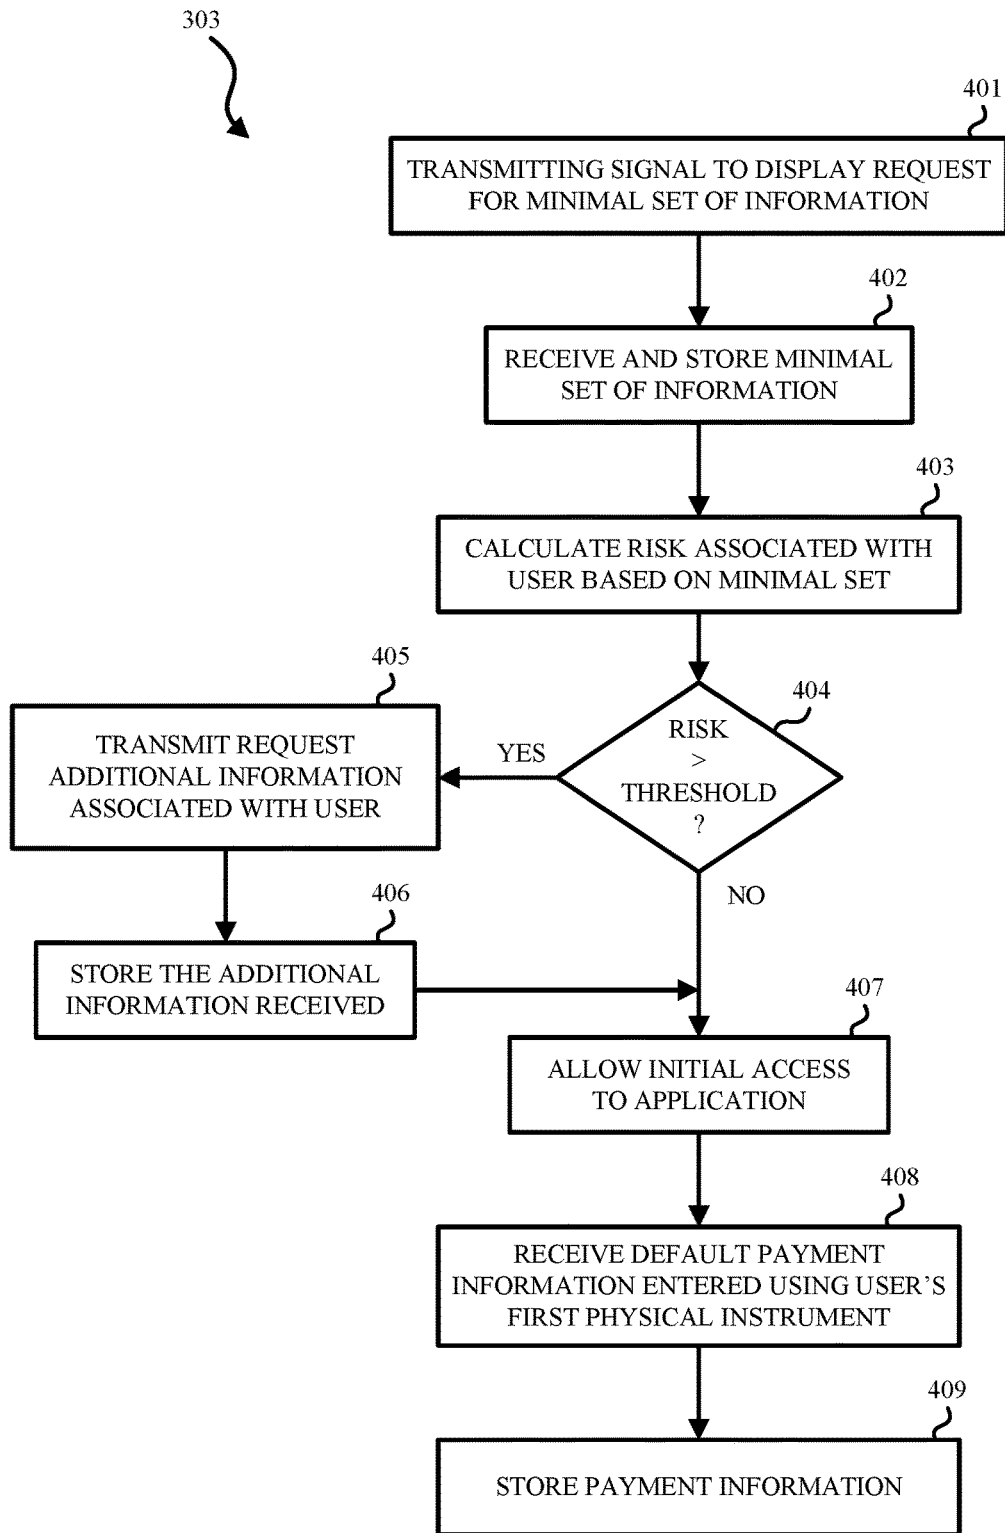 303
401
TRANSMITTING SIGNAL TO DISPLAY REQUEST
FOR MINIMAL SET OF INFORMATION
402
RECEIVE AND STORE MINIMAL
SET OF INFORMATION
403
CALCULATE RISK ASSOCIATED WITH
USER BASED ON MINIMAL SET
404
RISK
>
THRESHOLD
?
YES
405
TRANSMIT REQUEST
ADDITIONAL INFORMATION
ASSOCIATED WITH USER
NO
406
STORE THE ADDITIONAL
INFORMATION RECEIVED
407
ALLOW INITIAL ACCESS
TO APPLICATION
408
RECEIVE DEFAULT PAYMENT
INFORMATION ENTERED USING USER’S
FIRST PHYSICAL INSTRUMENT
409
STORE PAYMENT INFORMATION